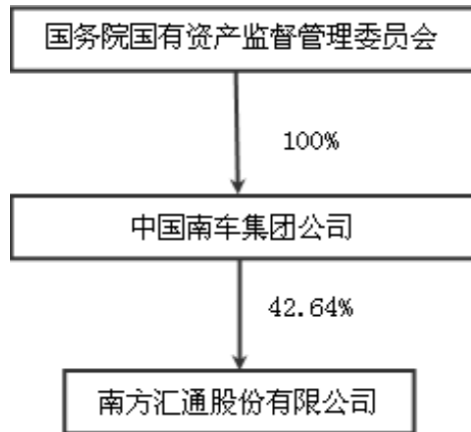 国务院国有资产监督管理委员会
100%
中国南车集团公司
42.64%
南方汇通股份有限公司